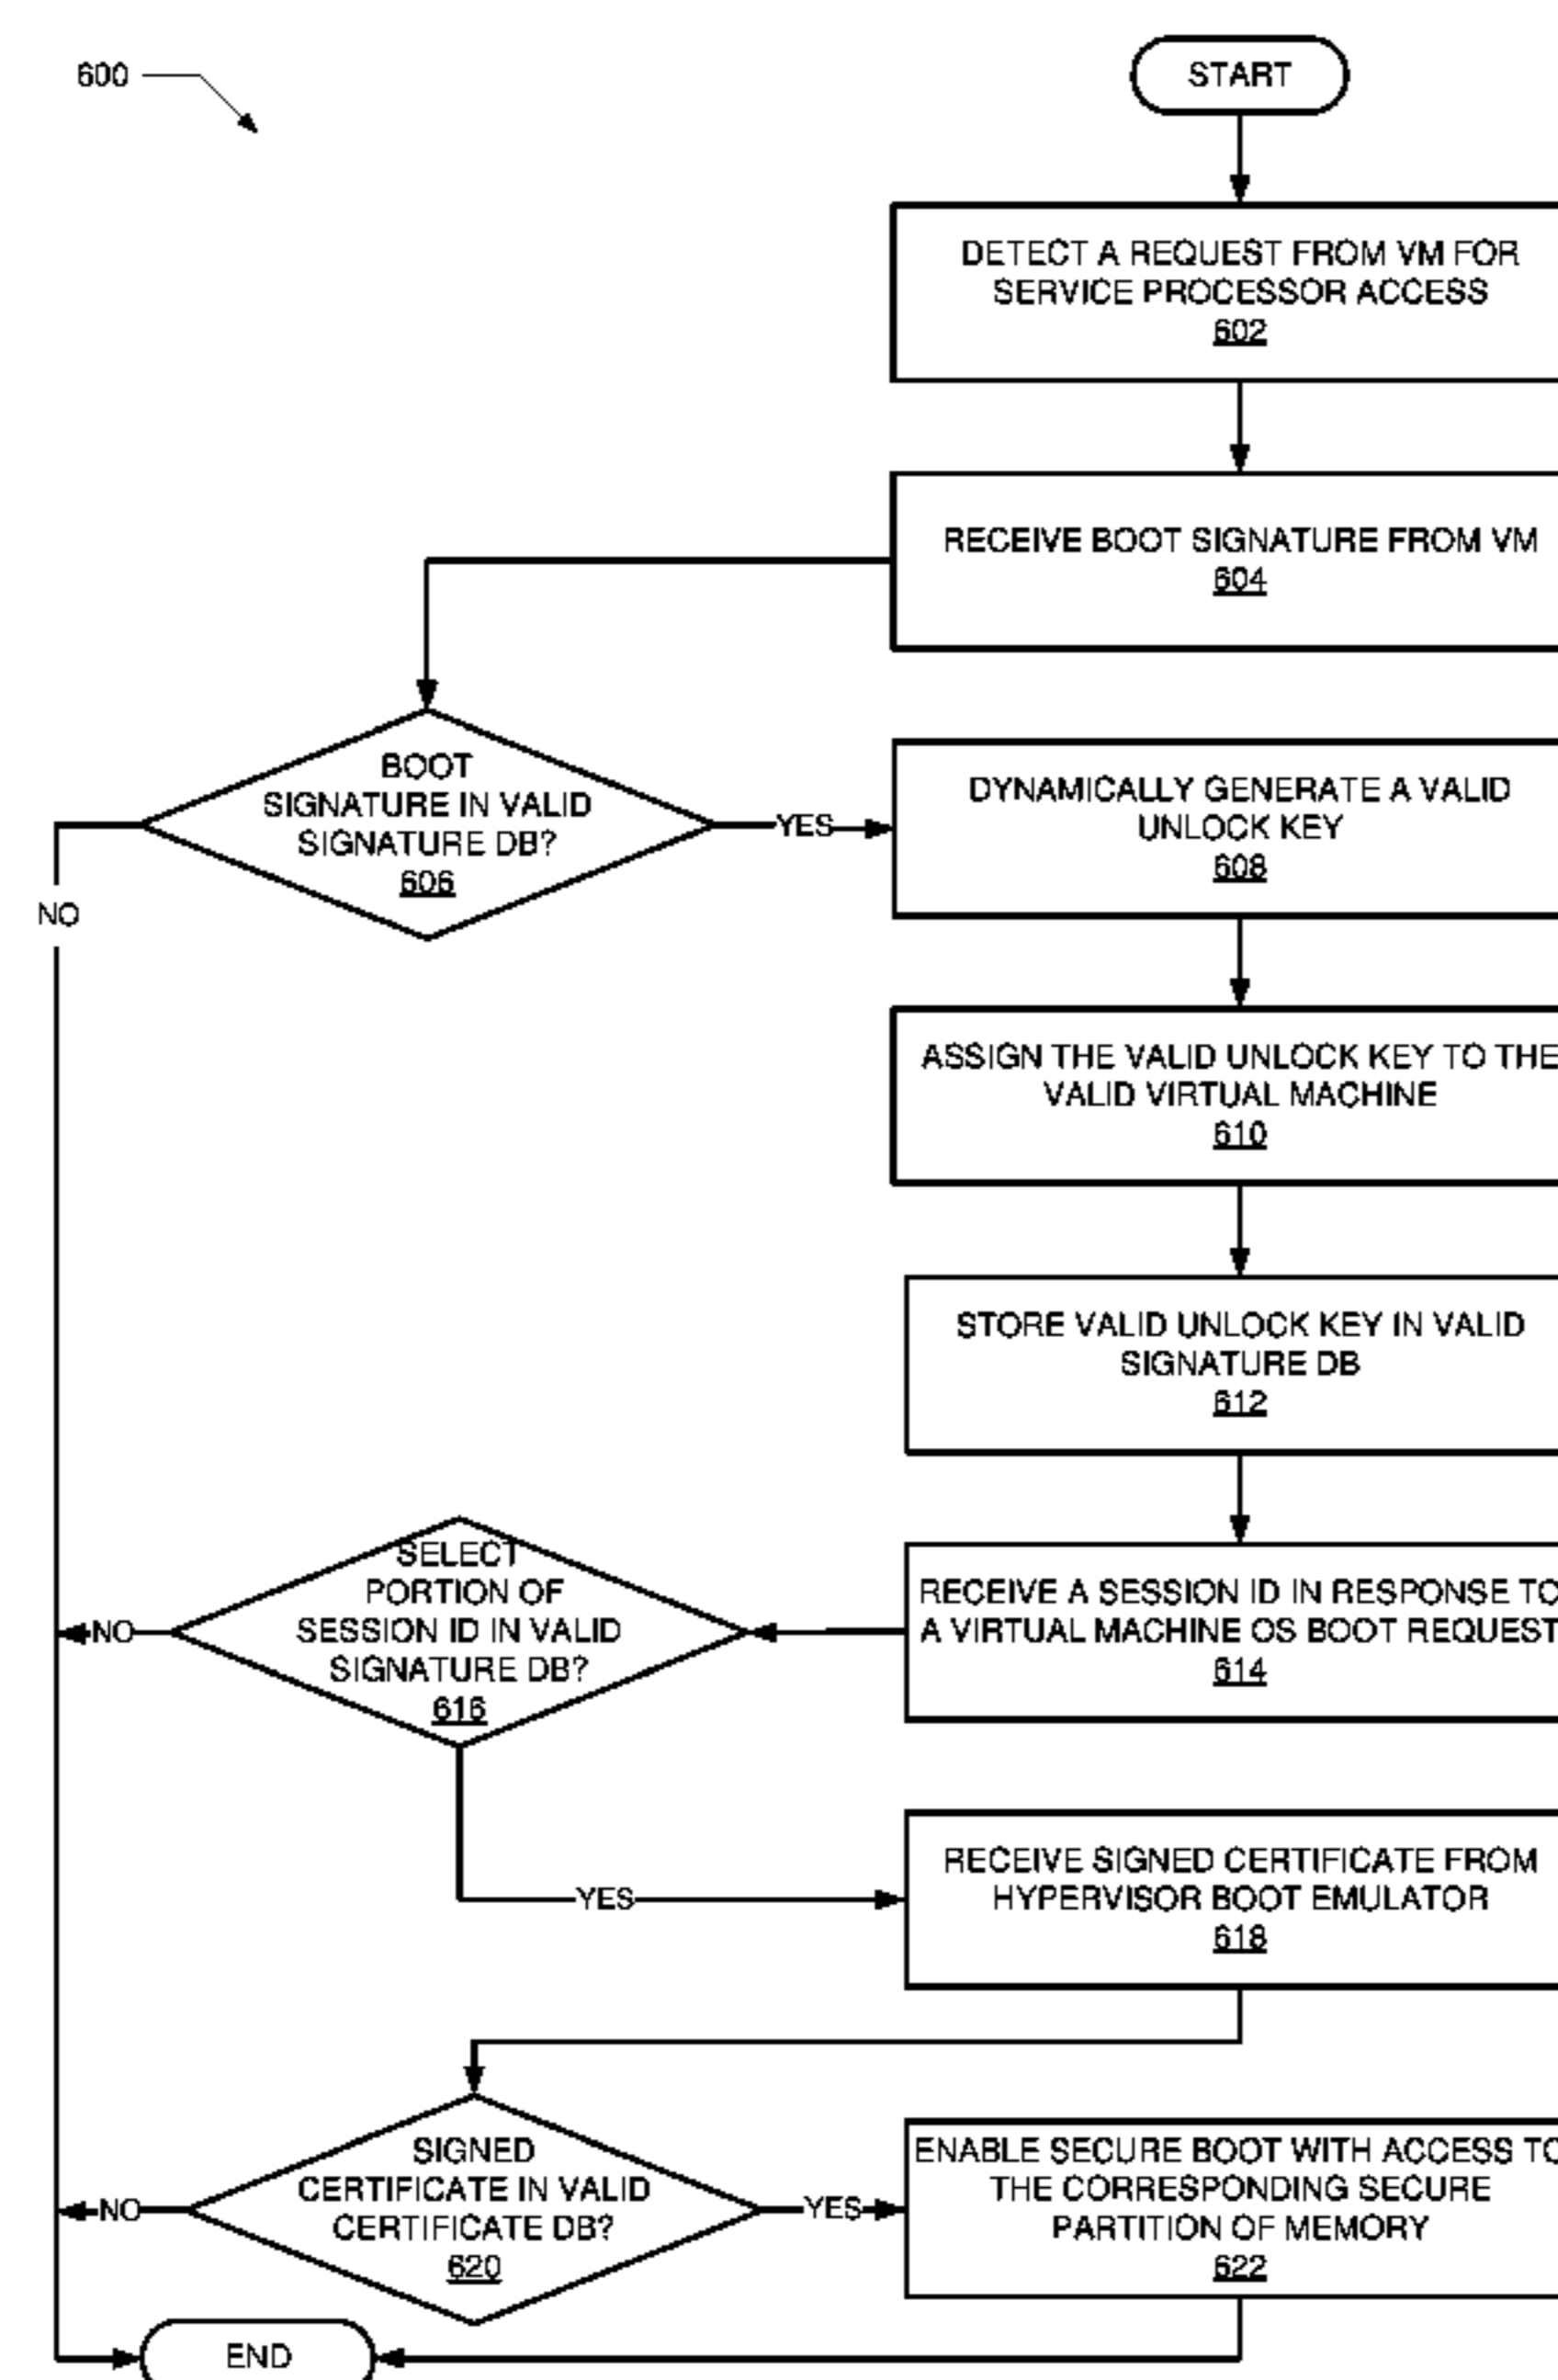 600
START
DETECT A REQUEST FROM VM FOR
SERVICE PROCESSOR ACCESS
602
RECEIVE BOOT SIGNATURE FROM VM
604
BOOT
SIGNATURE IN VALID
SIGNATURE DB?
606
YES
NO
DYNAMICALLY GENERATE A VALID
UNLOCK KEY
608
ASSIGN THE VALID UNLOCK KEY TO THE
VALID VIRTUAL MACHINE
610
STORE VALID UNLOCK KEY IN VALID
SIGNATURE DB
612
RECEIVE A SESSION ID IN RESPONSE TO
A VIRTUAL MACHINE OS BOOT REQUEST
614
SELECT
PORTION OF
SESSION ID IN VALID
SIGNATURE DB?
616
NO
YES
RECEIVE SIGNED CERTIFICATE FROM
HYPERVISOR BOOT EMULATOR
618
SIGNED
CERTIFICATE IN VALID
CERTIFICATE DB?
620
NO
YES
ENABLE SECURE BOOT WITH ACCESS TO
THE CORRESPONDING SECURE
PARTITION OF MEMORY
622
END